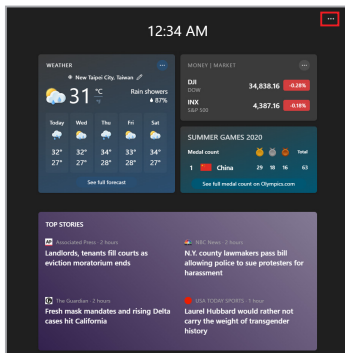 12:34 AM
WEATHER
New Taipei City, Taiwan
31 °C
°F
Rain showers
87%
Today Wed Thu Fri Sat
32° 32° 34° 33° 34°
27° 27° 28° 27° 27°
See full forecast
MONEY | MARKET
DJI
DOW
34,838.16 -0.28%
INX
S&P 500
4,387.16 -0.18%
SUMMER GAMES 2020
Medal count Total
1 China 29 18 16 63
See full medal count on Olympics.com
TOP STORIES
AP Associated Press · 2 hours
Landlords, tenants fill courts as
eviction moratorium ends
NBC News · 2 hours
N.Y. county lawmakers pass bill
allowing police to sue protesters for
harassment
The Guardian · 2 hours
Fresh mask mandates and rising Delta
cases hit California
USA TODAY SPORTS · 1 hour
Laurel Hubbard would rather not
carry the weight of transgender
history